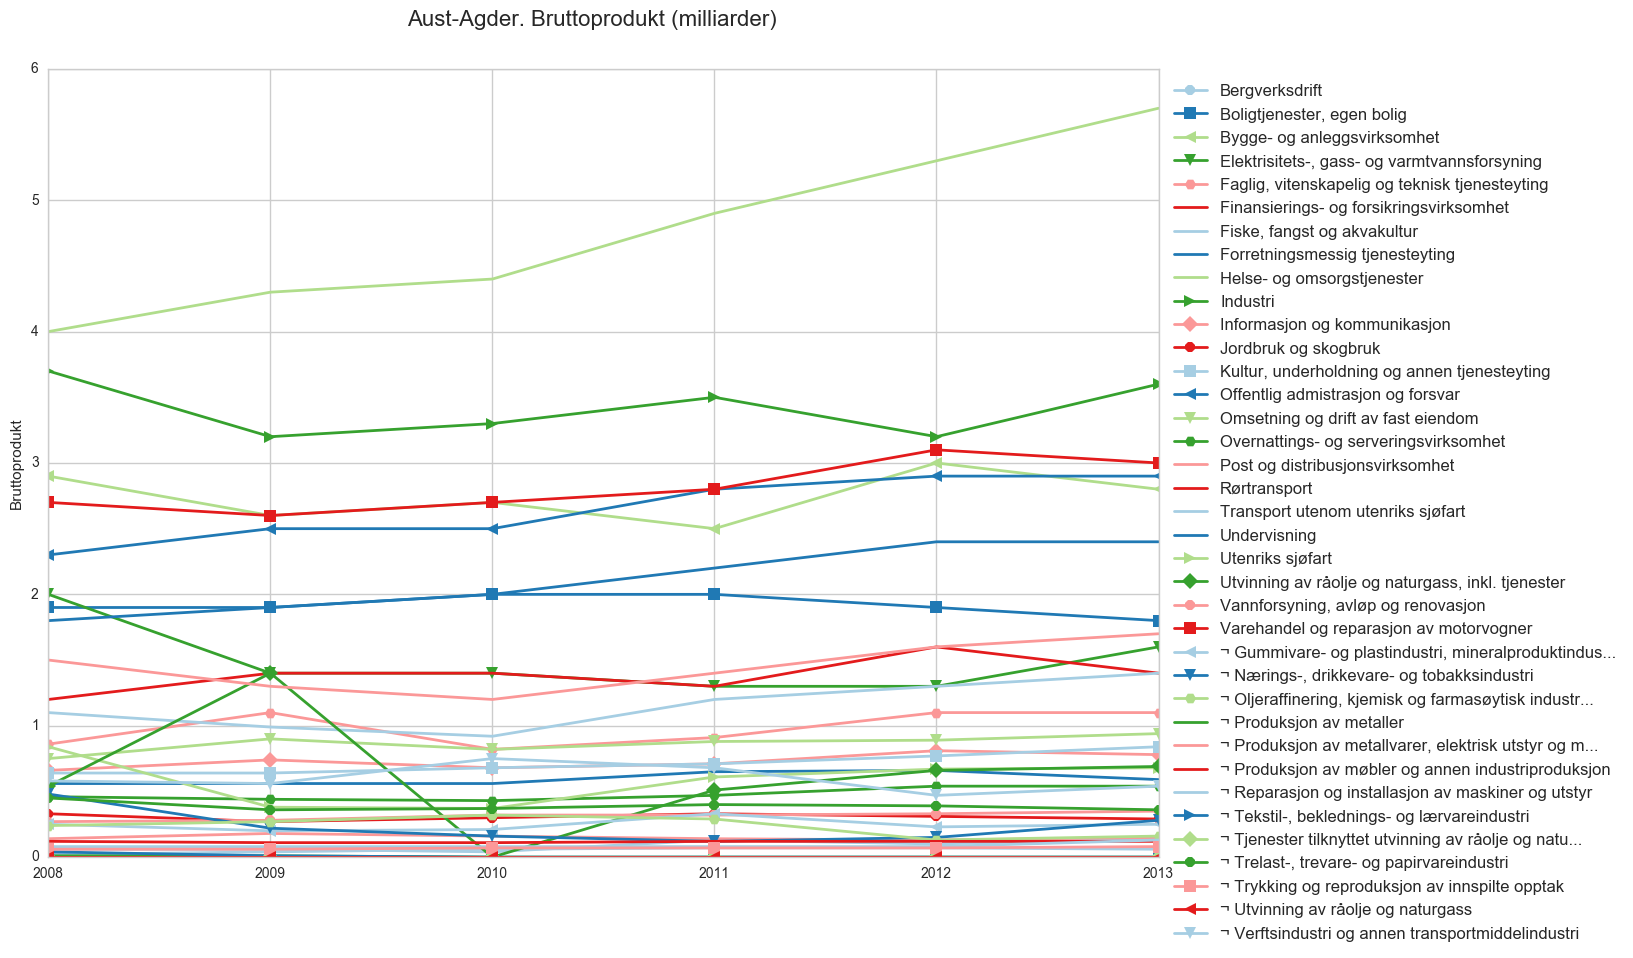 Aust-Agder. Bruttoprodukt (milliarder)
6
5
4
3
2
1
0
Bruttoprodukt
2008 2009 2010 2011 2012 2013
Bergverksdrift
Boligtjenester, egen bolig
Bygge- og anleggsvirksomhet
Elektrisitets-, gass- og varmtvannsforsyning
Faglig, vitenskapelig og teknisk tjenesteyting
Finansierings- og forsikringsvirksomhet
Fiske, fangst og akvakultur
Forretningsmessig tjenesteyting
Helse- og omsorgstjenester
Industri
Informasjon og kommunikasjon
Jordbruk og skogbruk
Kultur, underholdning og annen tjenesteyting
Offentlig admistrasjon og forsvar
Omsetning og drift av fast eiendom
Overnattings- og serveringsvirksomhet
Post og distribusjonsvirksomhet
Rørtransport
Transport utenom utenriks sjøfart
Undervisning
Utenriks sjøfart
Utvinning av råolje og naturgass, inkl. tjenester
Vannforsyning, avløp og renovasjon
Varehandel og reparasjon av motorvogner
¬ Gummivare- og plastindustri, mineralproduktindus...
¬ Nærings-, drikkevare- og tobakksindustri
¬ Oljeraffinering, kjemisk og farmasøytisk industr...
¬ Produksjon av metaller
¬ Produksjon av metallvarer, elektrisk utstyr og m...
¬ Produksjon av møbler og annen industriproduksjon
¬ Reparasjon og installasjon av maskiner og utstyr
¬ Tekstil-, beklednings- og lærvareindustri
¬ Tjenester tilknyttet utvinning av råolje og natu...
¬ Trelast-, trevare- og papirvareindustri
¬ Trykking og reproduksjon av innspilte opptak
¬ Utvinning av råolje og naturgass
¬ Verftsindustri og annen transportmiddelindustri